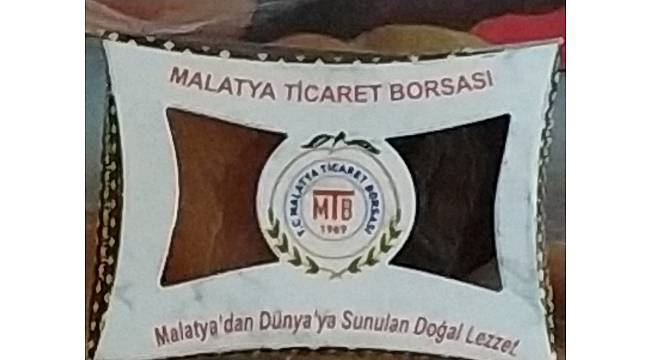 MALATYA TİCARET BORSASI
T.C MALATYA TİCARET BORSASI
MTB
1969
Malatya'dan Dünya'ya Sunulan Doğal Lezzet